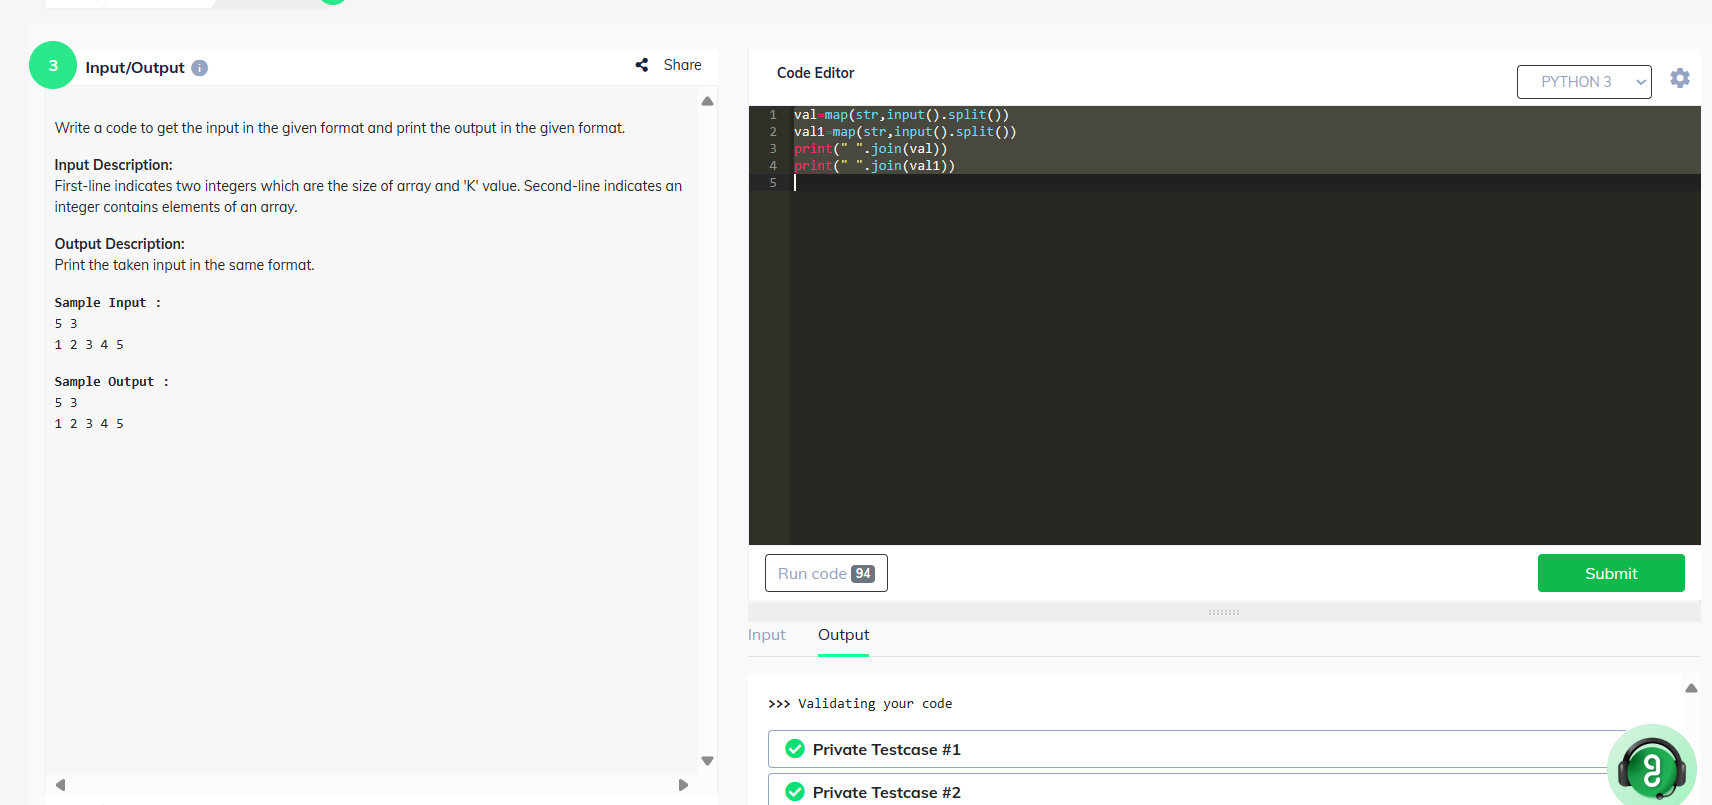 3
Input/Output i
Share
Write a code to get the input in the given format and print the output in the given format.
Input Description:
First-line indicates two integers which are the size of array and 'K' value. Second-line indicates an
integer contains elements of an array.
Output Description:
Print the taken input in the same format.
Sample Input :
5 3
1 2 3 4 5
Sample Output :
5 3
1 2 3 4 5
Code Editor
PYTHON 3
1 val=map(str,input().split())
2 val1=map(str,input().split())
3 print(" ".join(val))
4 print(" ".join(val1))
5
Run code 94
Submit
Input Output
>>> Validating your code
Private Testcase #1
Private Testcase #2